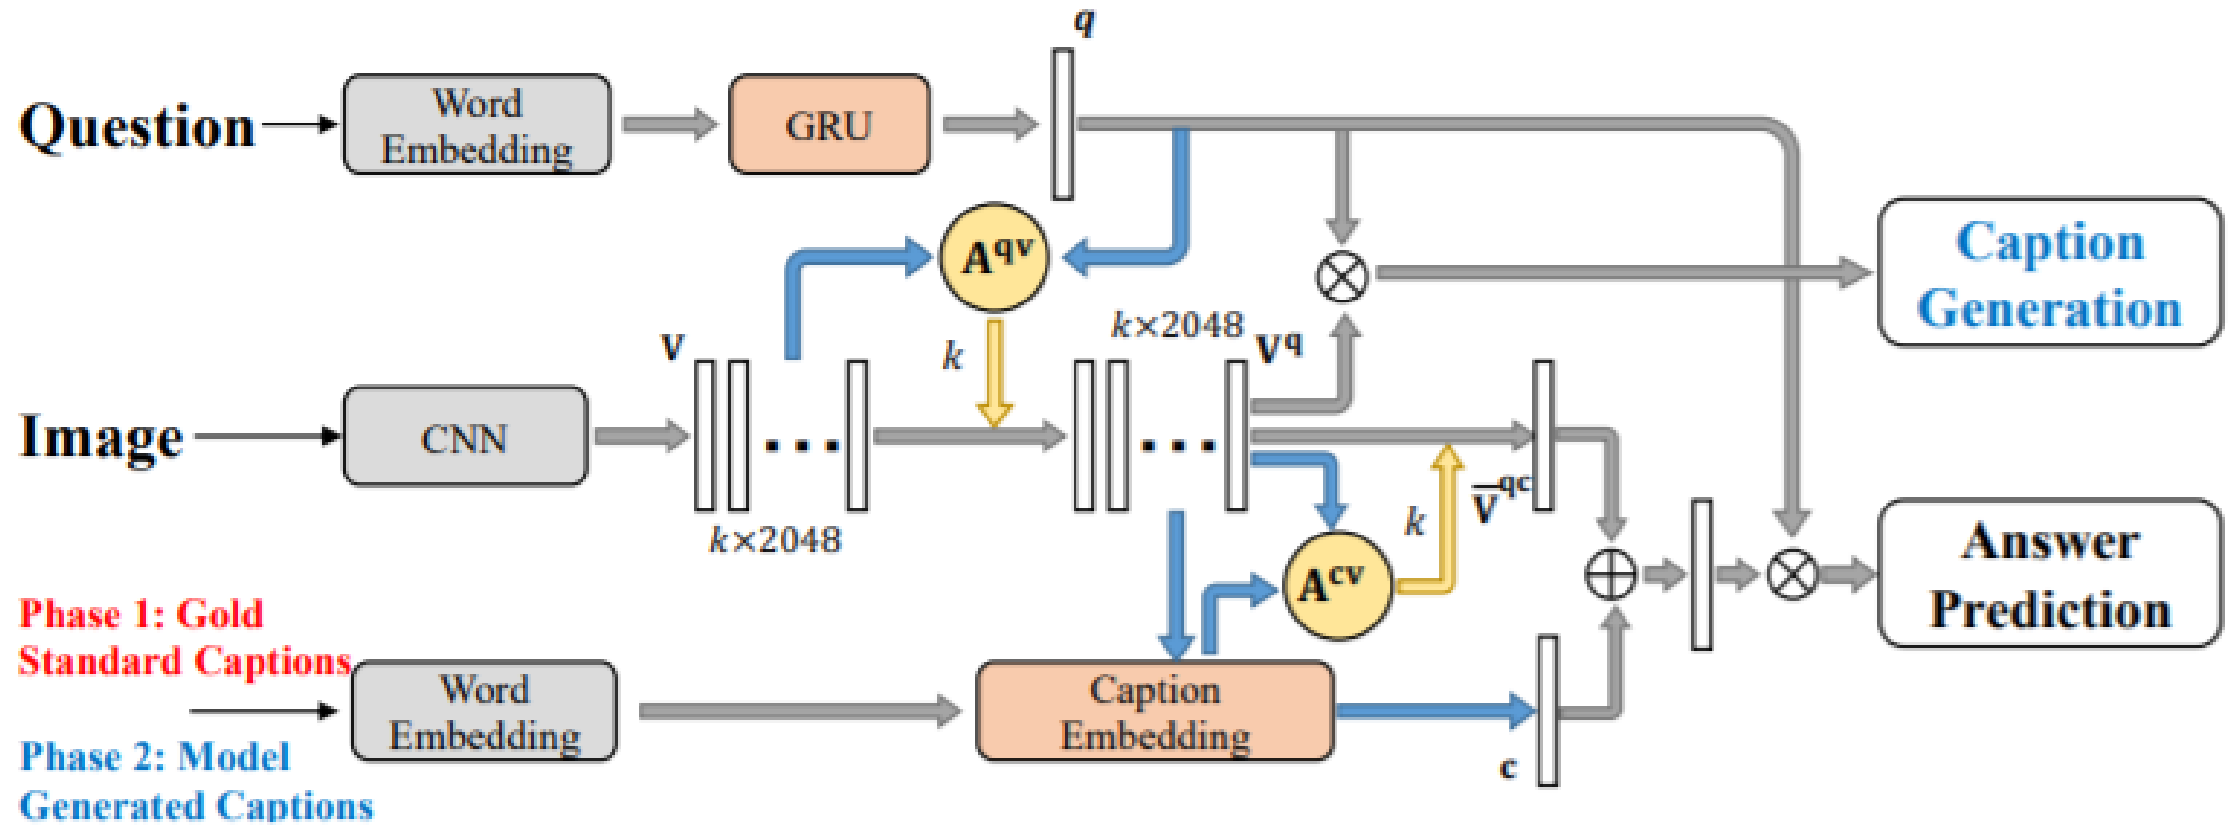 q
Question
Word
Embedding
GRU
A^qv
Caption
Generation
k×2048
V
k
V^q
Image
CNN
...
...
k×2048
k
V̅^qc
A^cv
Answer
Prediction
Phase 1: Gold
Standard Captions
Word
Embedding
Caption
Embedding
c
Phase 2: Model
Generated Captions